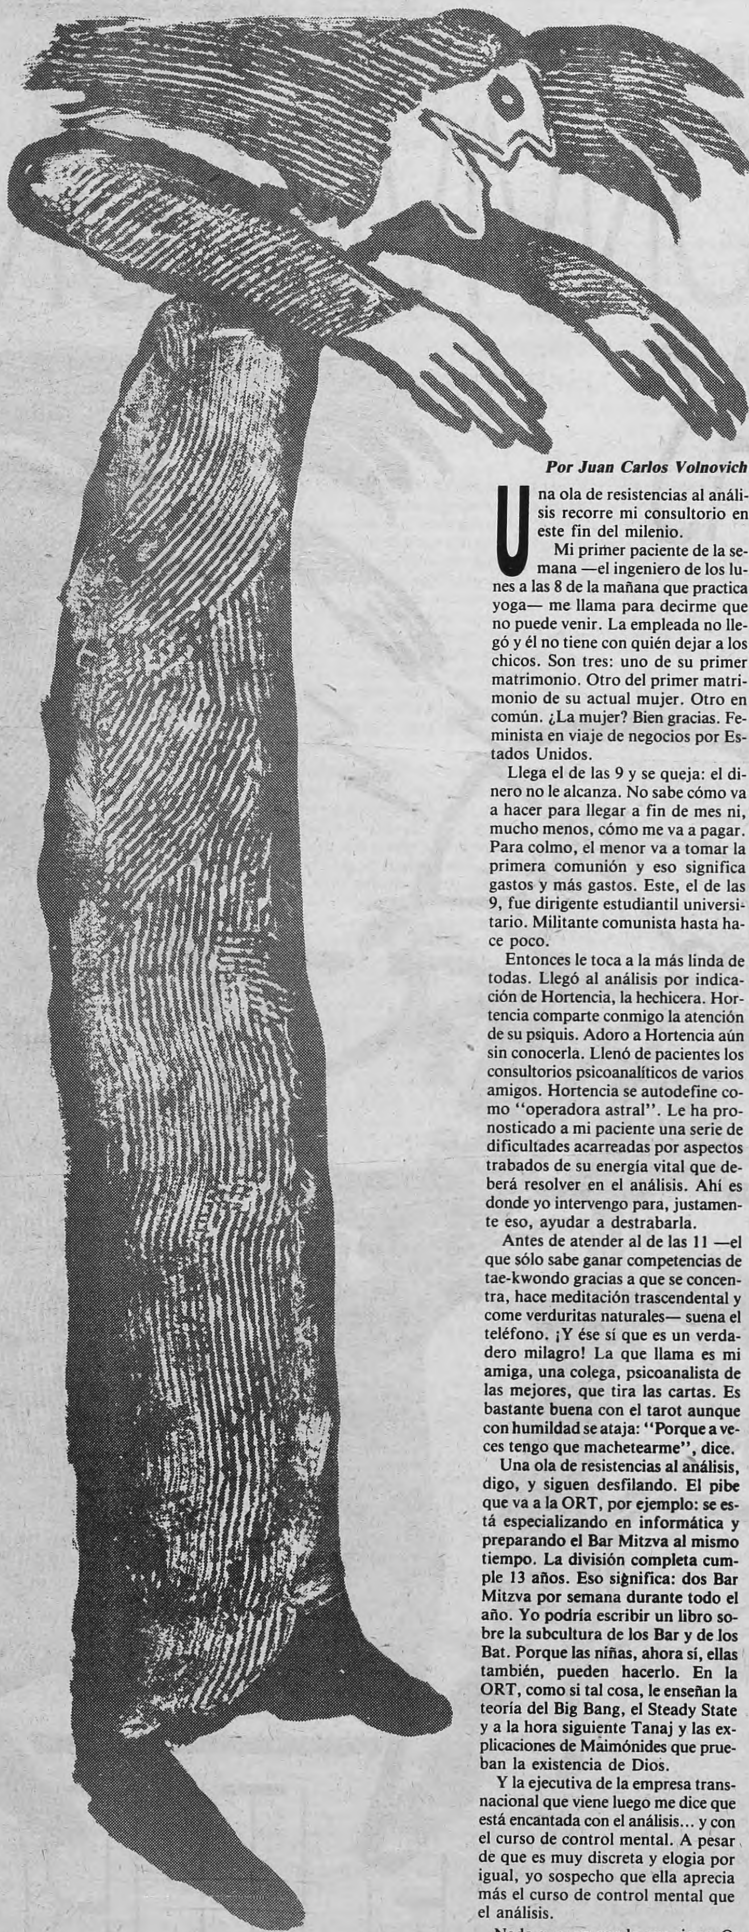 Por Juan Carlos Volnovich
Una ola de resistencias al análi-
sis recorre mi consultorio en
este fin del milenio.
Mi primer paciente de la se-
mana —el ingeniero de los lu-
nes a las 8 de la mañana que practica
yoga— me llama para decirme que
no puede venir. La empleada no lle-
gó y él no tiene con quién dejar a los
chicos. Son tres: uno de su primer
matrimonio. Otro del primer matri-
monio de su actual mujer. Otro en
común. ¿La mujer? Bien gracias. Fe-
minista en viaje de negocios por Es-
tados Unidos.
Llega el de las 9 y se queja: el di-
nero no le alcanza. No sabe cómo va
a hacer para llegar a fin de mes ni,
mucho menos, cómo me va a pagar.
Para colmo, el menor va a tomar la
primera comunión y eso significa
gastos y más gastos. Este, el de las
9, fue dirigente estudiantil universi-
tario. Militante comunista hasta ha-
ce poco.
Entonces le toca a la más linda de
todas. Llegó al análisis por indica-
ción de Hortencia, la hechicera. Hor-
tencia comparte conmigo la atención
de su psiquis. Adoro a Hortencia aún
sin conocerla. Llenó de pacientes los
consultorios psicoanalíticos de varios
amigos. Hortencia se autodefine co-
mo "operadora astral". Le ha pro-
nosticado a mi paciente una serie de
dificultades acarreadas por aspectos
trabados de su energía vital que de-
berá resolver en el análisis. Ahí es
donde yo intervengo para, justamen-
te eso, ayudar a destrabarla.
Antes de atender al de las 11 —el
que sólo sabe ganar competencias de
tae-kwondo gracias a que se concen-
tra, hace meditación trascendental y
come verduritas naturales— suena el
teléfono. ¡Y ése sí que es un verda-
dero milagro! La que llama es mi
amiga, una colega, psicoanalista de
las mejores, que tira las cartas. Es
bastante buena con el tarot aunque
con humildad se ataja: "Porque a ve-
ces tengo que machetearme", dice.
Una ola de resistencias al análisis,
digo, y siguen desfilando. El pibe
que va a la ORT, por ejemplo: se es-
tá especializando en informática y
preparando el Bar Mitzva al mismo
tiempo. La división completa cum-
ple 13 años. Eso significa: dos Bar
Mitzva por semana durante todo el
año. Yo podría escribir un libro so-
bre la subcultura de los Bar y de los
Bat. Porque las niñas, ahora sí, ellas
también, pueden hacerlo. En la
ORT, como si tal cosa, le enseñan la
teoría del Big Bang, el Steady State
y a la hora siguiente Tanaj y las ex-
plicaciones de Maimónides que prue-
ban la existencia de Dios.
Y la ejecutiva de la empresa trans-
nacional que viene luego me dice que
está encantada con el análisis... y con
el curso de control mental. A pesar
de que es muy discreta y elogia por
igual, yo sospecho que ella aprecia
más el curso de control mental que
el análisis.